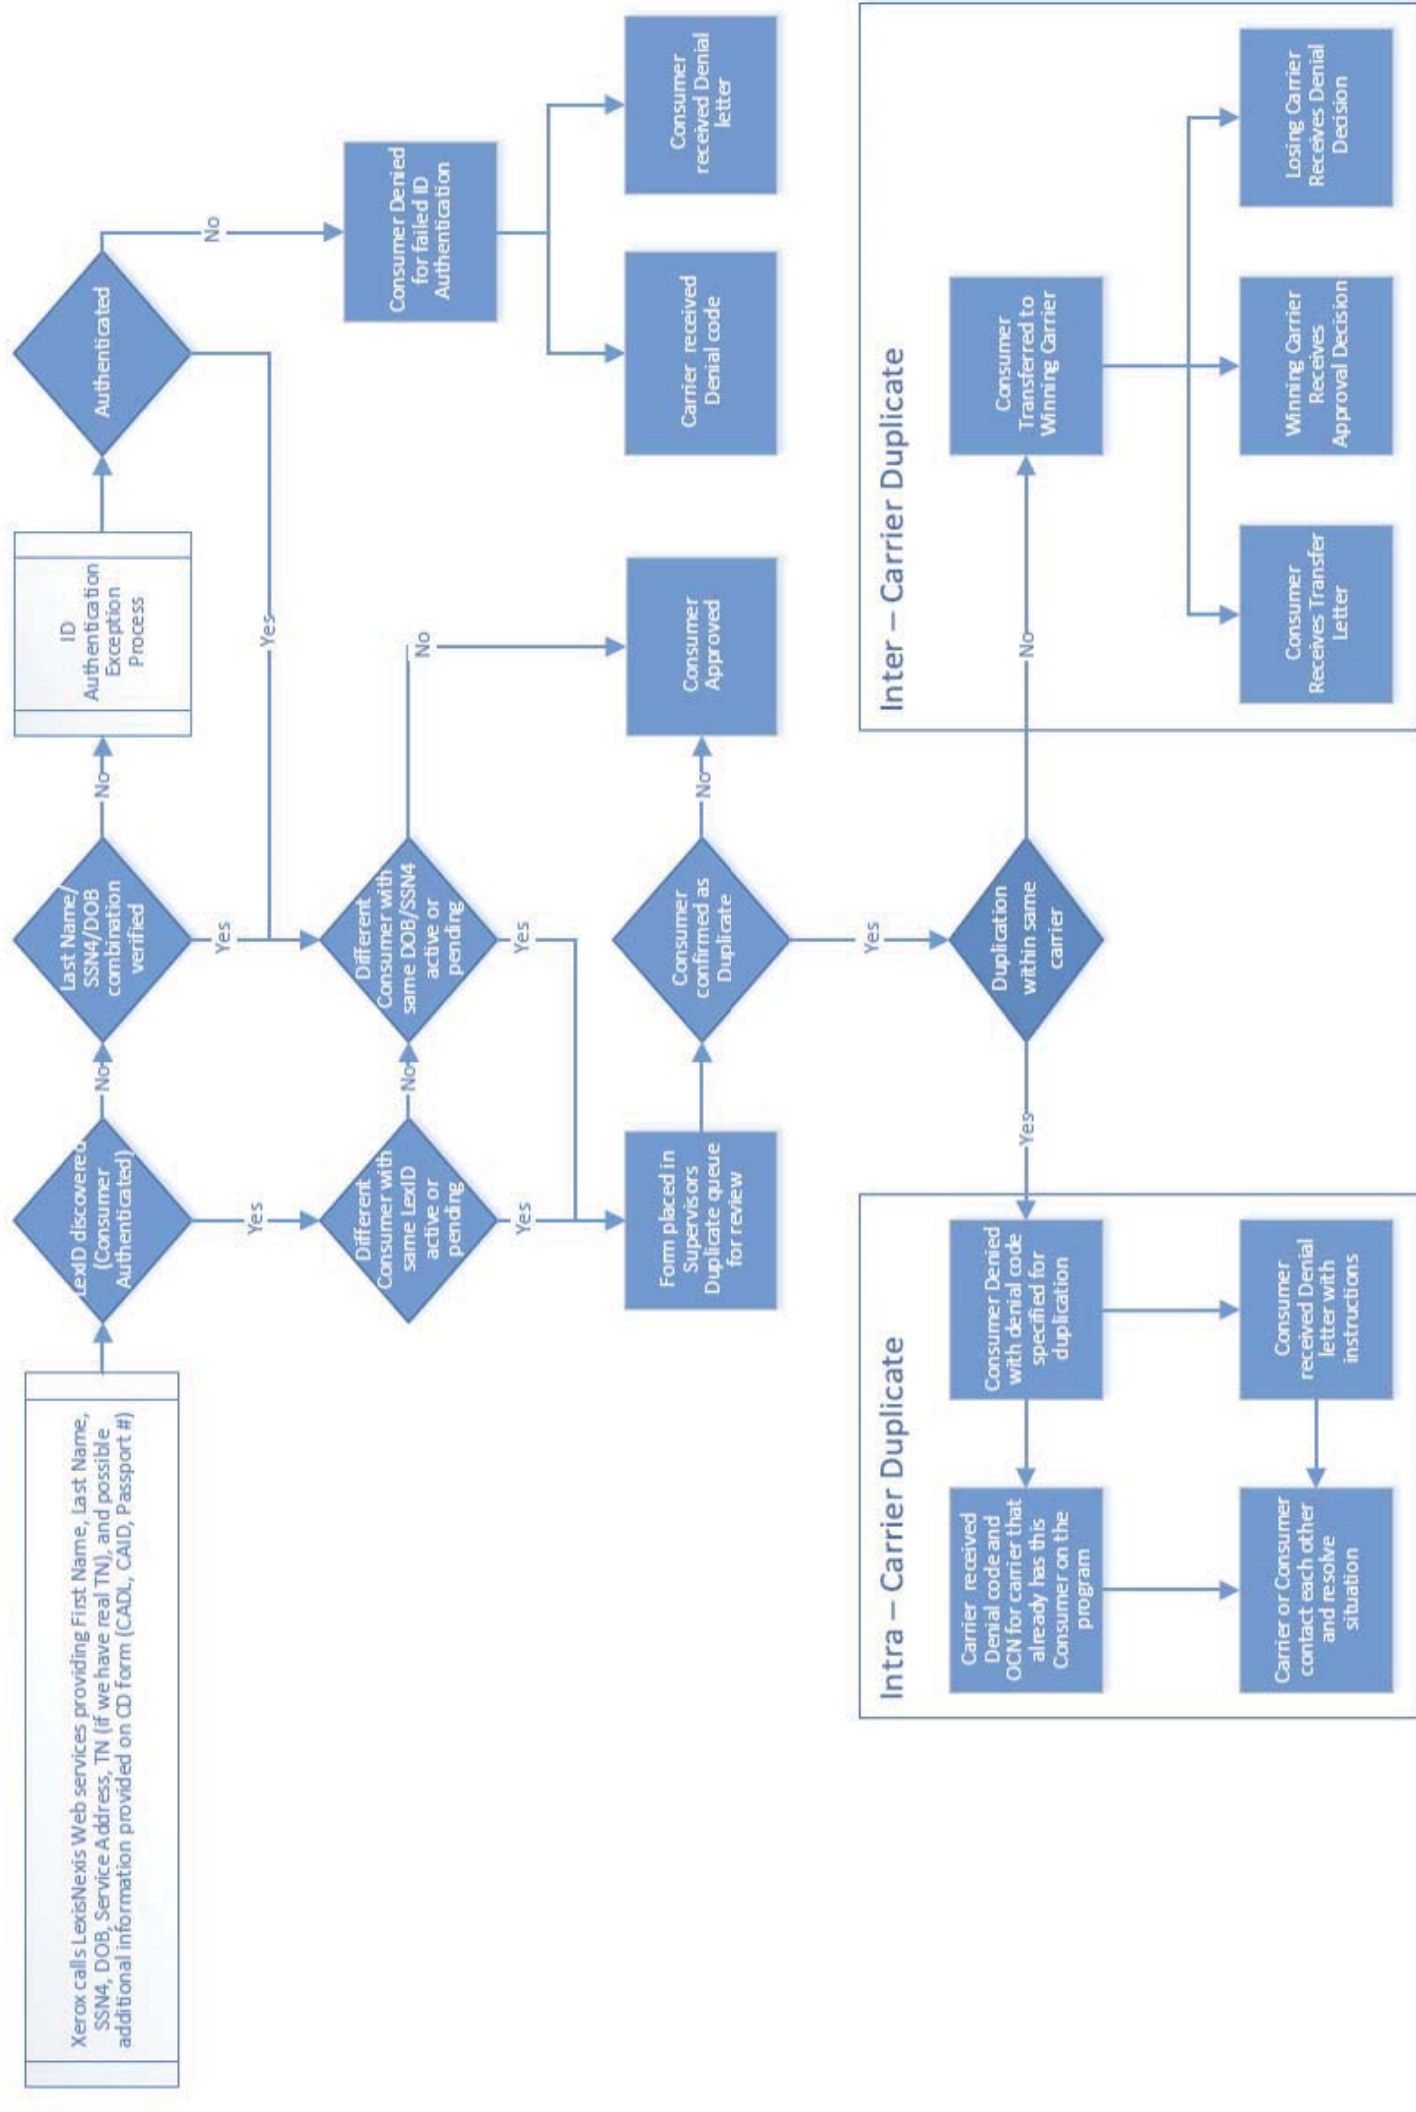 Xerox calls LexisNexis Web services providing First Name, Last Name,
SSN4, DOB, Service Address, TN (if we have real TN), and possible
additional information provided on CD form (CADL, CAID, Passport #)
LexID discovered
(Consumer
Authenticated)
No
Last Name/
SSN4/DOB
combination
verified
No
ID
Authentication
Exception
Process
Authenticated
Yes
Yes
Yes
No
Different
Consumer with
same LexID
active or
pending
No
Different
Consumer with
same DOB/SSN4
active or
pending
No
Consumer Denied
for failed ID
Authentication
Yes
Yes
Form placed in
Supervisors
Duplicate queue
for review
Consumer
confirmed as
Duplicate
No
Consumer
Approved
Carrier received
Denial code
Consumer
received Denial
letter
Yes
Intra – Carrier Duplicate
Inter – Carrier Duplicate
Carrier received
Denial code and
OCN for carrier that
already has this
Consumer on the
program
Consumer Denied
with denial code
specified for
duplication
Yes
Duplication
within same
carrier
No
Consumer
Transferred to
Winning Carrier
Carrier or Consumer
contact each other
and resolve
situation
Consumer
received Denial
letter with
instructions
Consumer
Receives Transfer
Letter
Winning Carrier
Receives
Approval Decision
Losing Carrier
Receives Denial
Decision